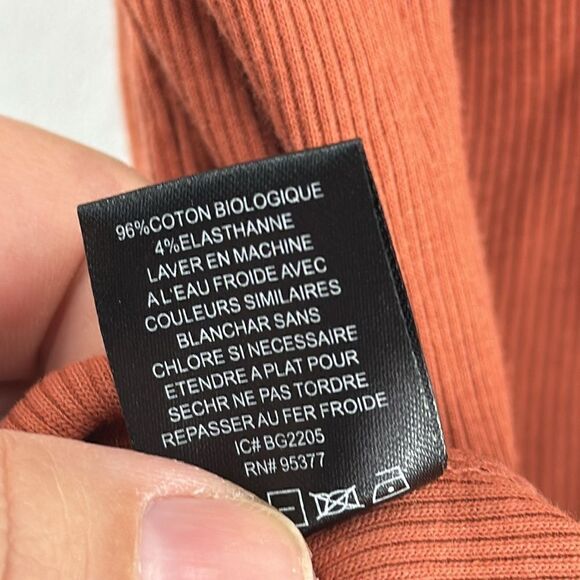 96%COTON BIOLOGIQUE
4%ELASTHANNE
LAVER EN MACHINE
A L'EAU FROIDE AVEC
COULEURS SIMILAIRES
BLANCHAR SANS
CHLORE SI NECESSAIRE
ETENDRE A PLAT POUR
SECHR NE PAS TORDRE
REPASSER AU FER FROIDE
IC# BG2205
RN# 95377